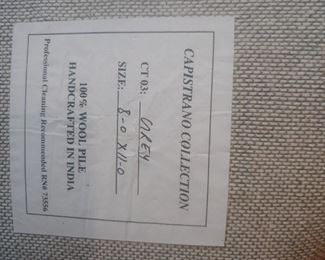 CAPISTRANO COLLECTION
CT 03: GREY
SIZE: 8-0 X 11-0
100% WOOL PILE
HANDCRAFTED IN INDIA
Professional Cleaning Recommended RN# 73556